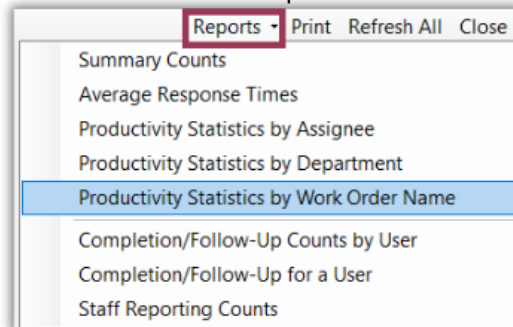 Reports Print Refresh All Close
Summary Counts
Average Response Times
Productivity Statistics by Assignee
Productivity Statistics by Department
Productivity Statistics by Work Order Name
Completion/Follow-Up Counts by User
Completion/Follow-Up for a User
Staff Reporting Counts